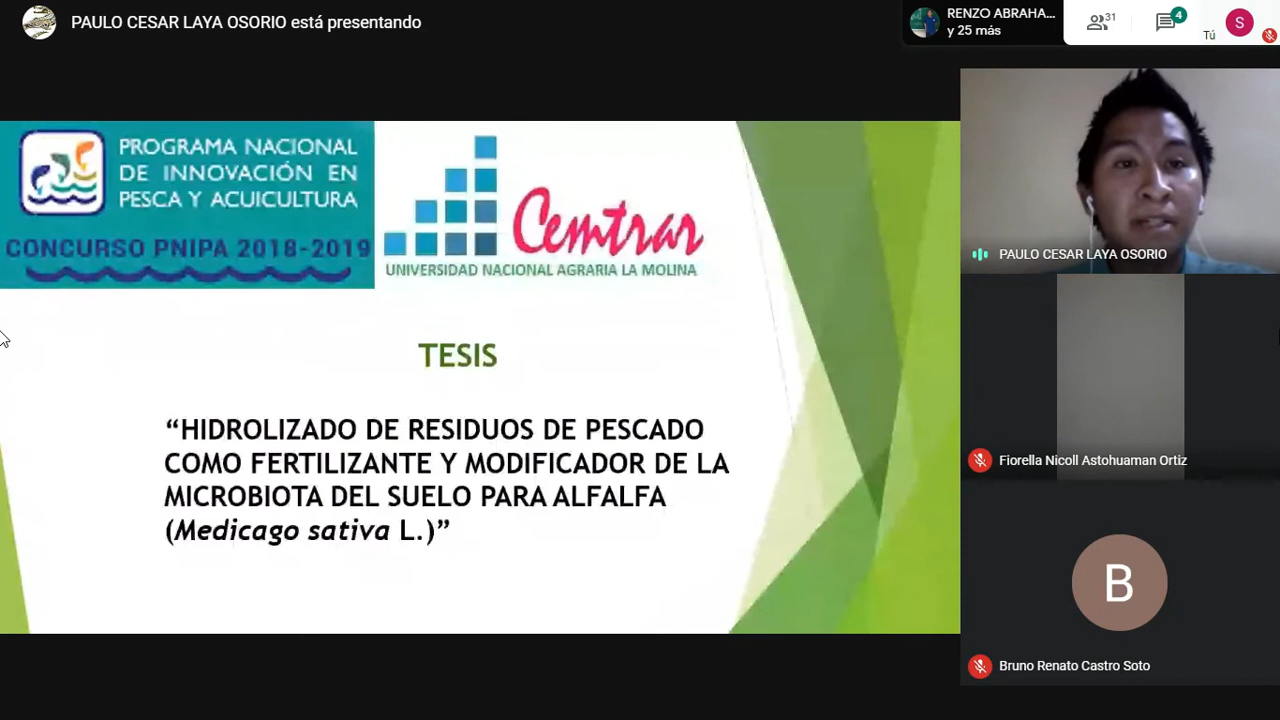 PAULO CESAR LAYA OSORIO está presentando
RENZO ABRAHA...
y 25 más
31
4
Tú
S
PROGRAMA NACIONAL
DE INNOVACIÓN EN
PESCA Y ACUICULTURA
CONCURSO PNIPA 2018-2019
Cemtrar
UNIVERSIDAD NACIONAL AGRARIA LA MOLINA
TESIS
“HIDROLIZADO DE RESIDUOS DE PESCADO
COMO FERTILIZANTE Y MODIFICADOR DE LA
MICROBIOTA DEL SUELO PARA ALFALFA
(Medicago sativa L.)”
PAULO CESAR LAYA OSORIO
Fiorella Nicoll Astohuaman Ortiz
B
Bruno Renato Castro Soto